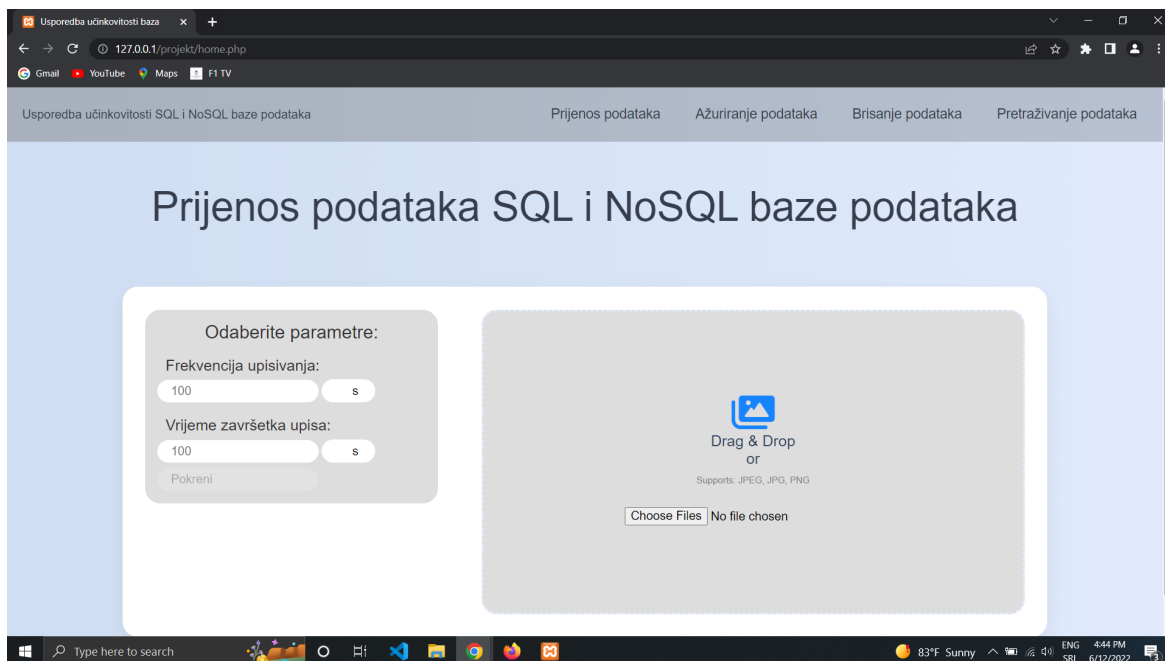 Usporedba učinkovitosti baza
127.0.0.1/projekt/home.php
Gmail YouTube Maps F1 TV
Usporedba učinkovitosti SQL i NoSQL baze podataka Prijenos podataka Ažuriranje podataka Brisanje podataka Pretraživanje podataka
Prijenos podataka SQL i NoSQL baze podataka
Odaberite parametre:
Frekvencija upisivanja:
100 s
Vrijeme završetka upisa:
100 s
Pokreni
Drag & Drop
or
Supports: JPEG, JPG, PNG
Choose Files No file chosen
Type here to search
83°F Sunny
ENG
SRI
4:44 PM
6/12/2022
3